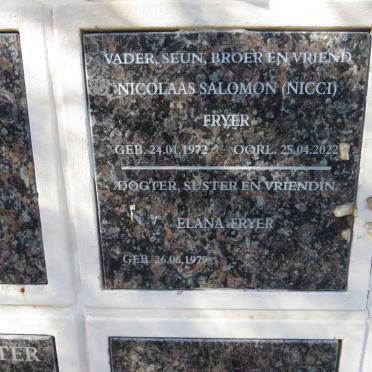 VADER, SEUN, BROER EN VRIEND
NICOLAAS SALOMON (NICCI)
FRYER
GEB. 24.01.1972 OORL. 25.04.2022
DOGTER, SUSTER EN VRIENDIN
ELANA FRYER
GEB. 26.06.1979
TER